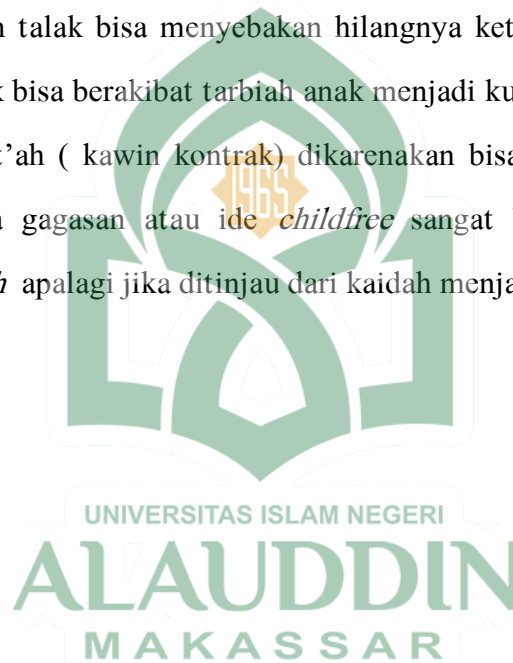 n talak bisa menyebakan hilangnya ket
k bisa berakibat tarbiah anak menjadi ku
t’ah ( kawin kontrak) dikarenakan bisa
a gagasan atau ide childfree sangat
h apalagi jika ditinjau dari kaidah menja
1965
UNIVERSITAS ISLAM NEGERI
ALAUDDIN
MAKASSAR